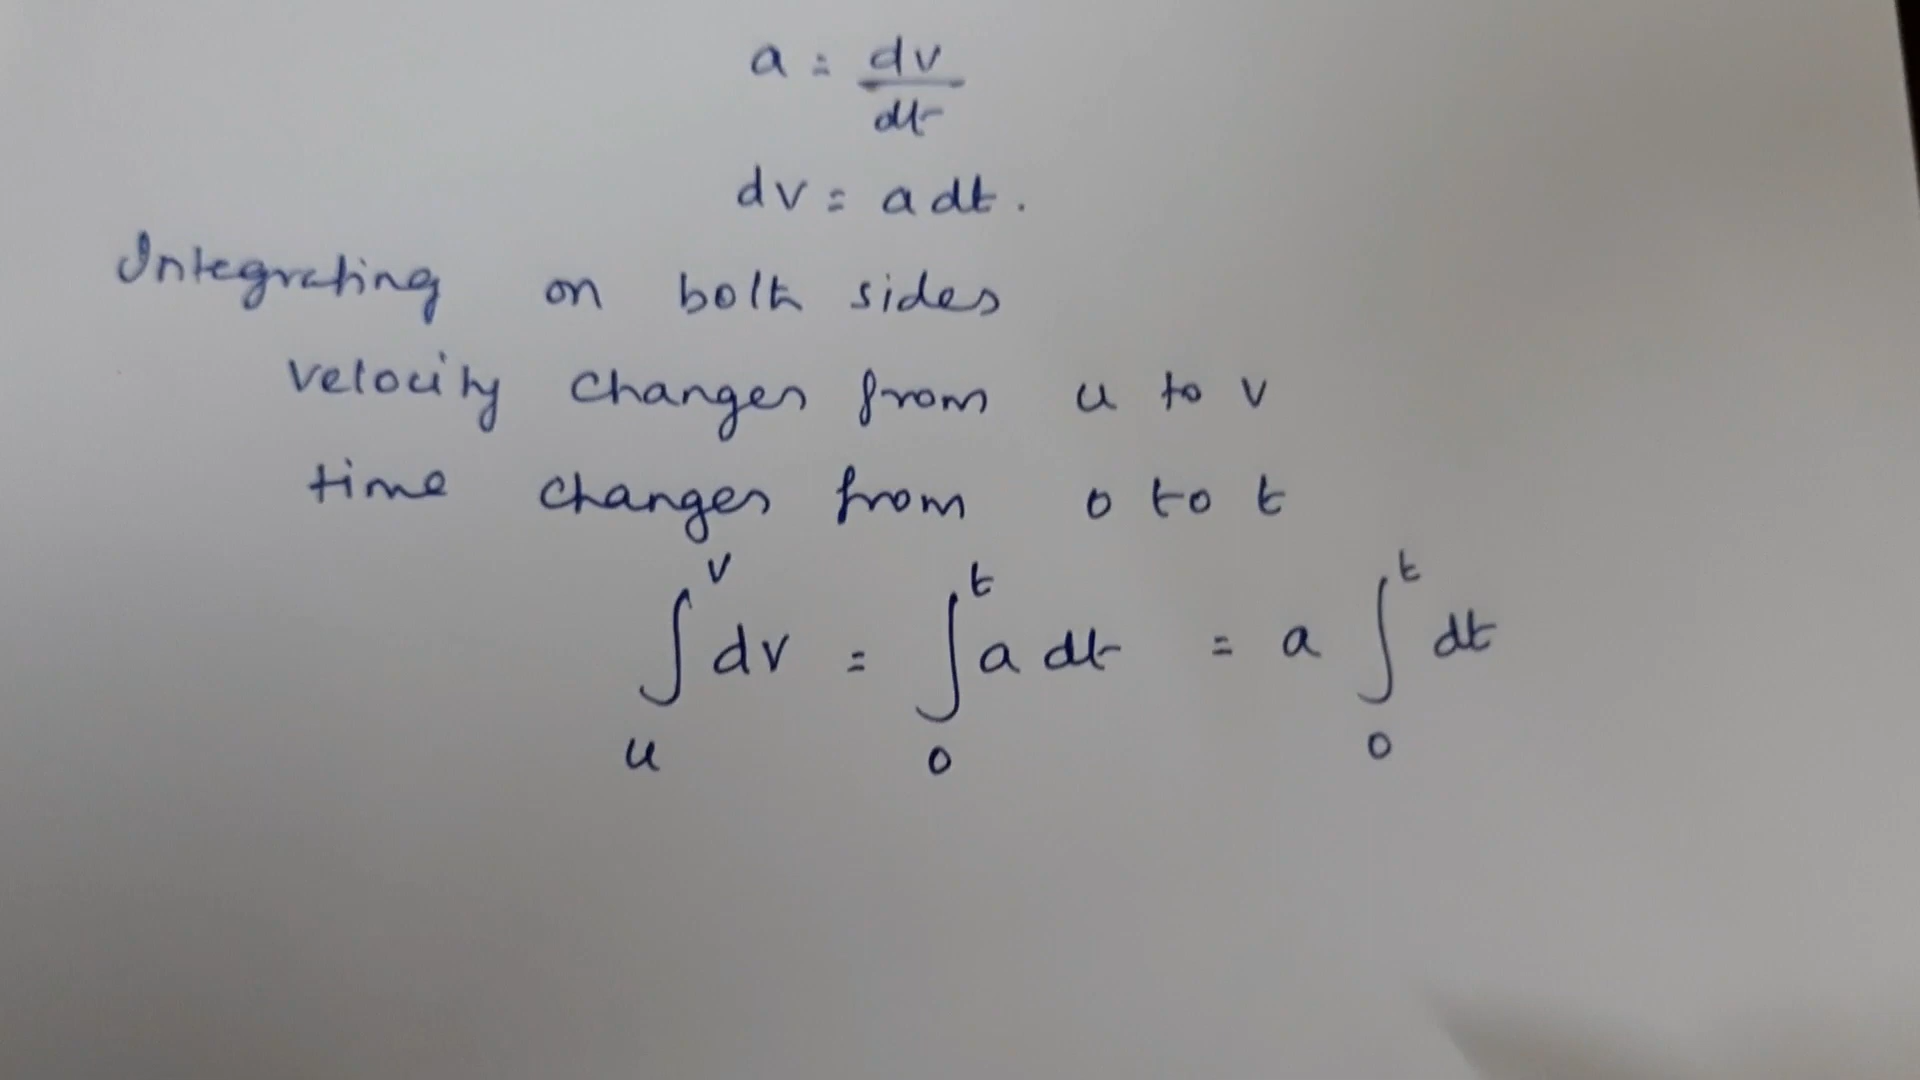 a = dv/dt
dv = a dt.
Integrating on both sides
velocity changes from u to v
time changes from 0 to t
∫_u^v dv = ∫_0^t a dt = a ∫_0^t dt